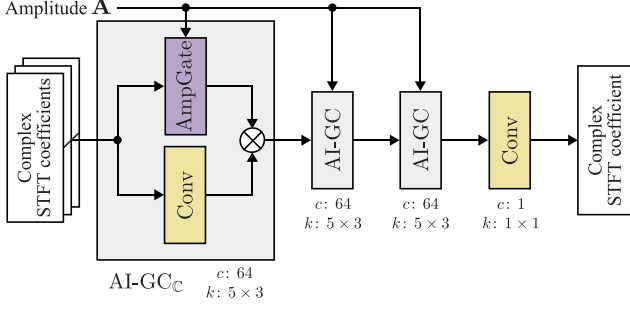 Amplitude A
Complex
STFT coefficients
AmpGate
Conv
AI-GC
AI-GC
Conv
Complex
STFT coefficient
c: 64
k: 5 × 3
c: 64
k: 5 × 3
c: 1
k: 1 × 1
AI-GCℂ
c: 64
k: 5 × 3